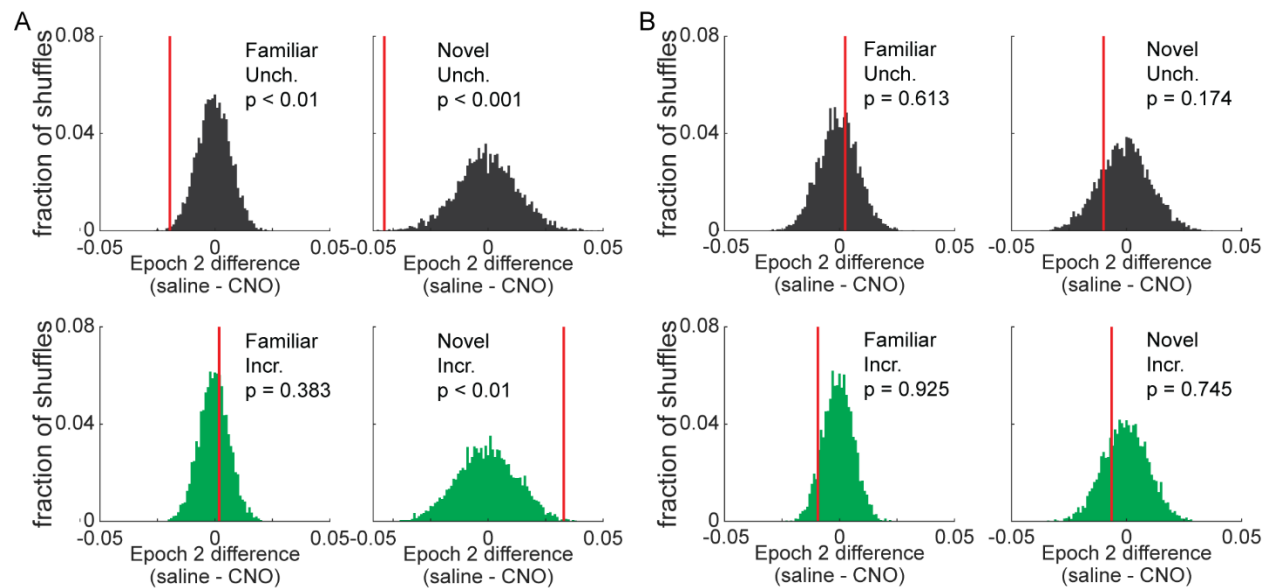 A
fraction of shuffles
0.08
0.04
0
Familiar
Unch.
p < 0.01
-0.05
0
0.05
Epoch 2 difference
(saline - CNO)
Novel
Unch.
p < 0.001
-0.05
0
0.05
Epoch 2 difference
(saline - CNO)
fraction of shuffles
0.08
0.04
0
Familiar
Incr.
p = 0.383
-0.05
0
0.05
Epoch 2 difference
(saline - CNO)
Novel
Incr.
p < 0.01
-0.05
0
0.05
Epoch 2 difference
(saline - CNO)
B
fraction of shuffles
0.08
0.04
0
Familiar
Unch.
p = 0.613
-0.05
0
0.05
Epoch 2 difference
(saline - CNO)
Novel
Unch.
p = 0.174
-0.05
0
0.05
Epoch 2 difference
(saline - CNO)
fraction of shuffles
0.08
0.04
0
Familiar
Incr.
p = 0.925
-0.05
0
0.05
Epoch 2 difference
(saline - CNO)
Novel
Incr.
p = 0.745
-0.05
0
0.05
Epoch 2 difference
(saline - CNO)